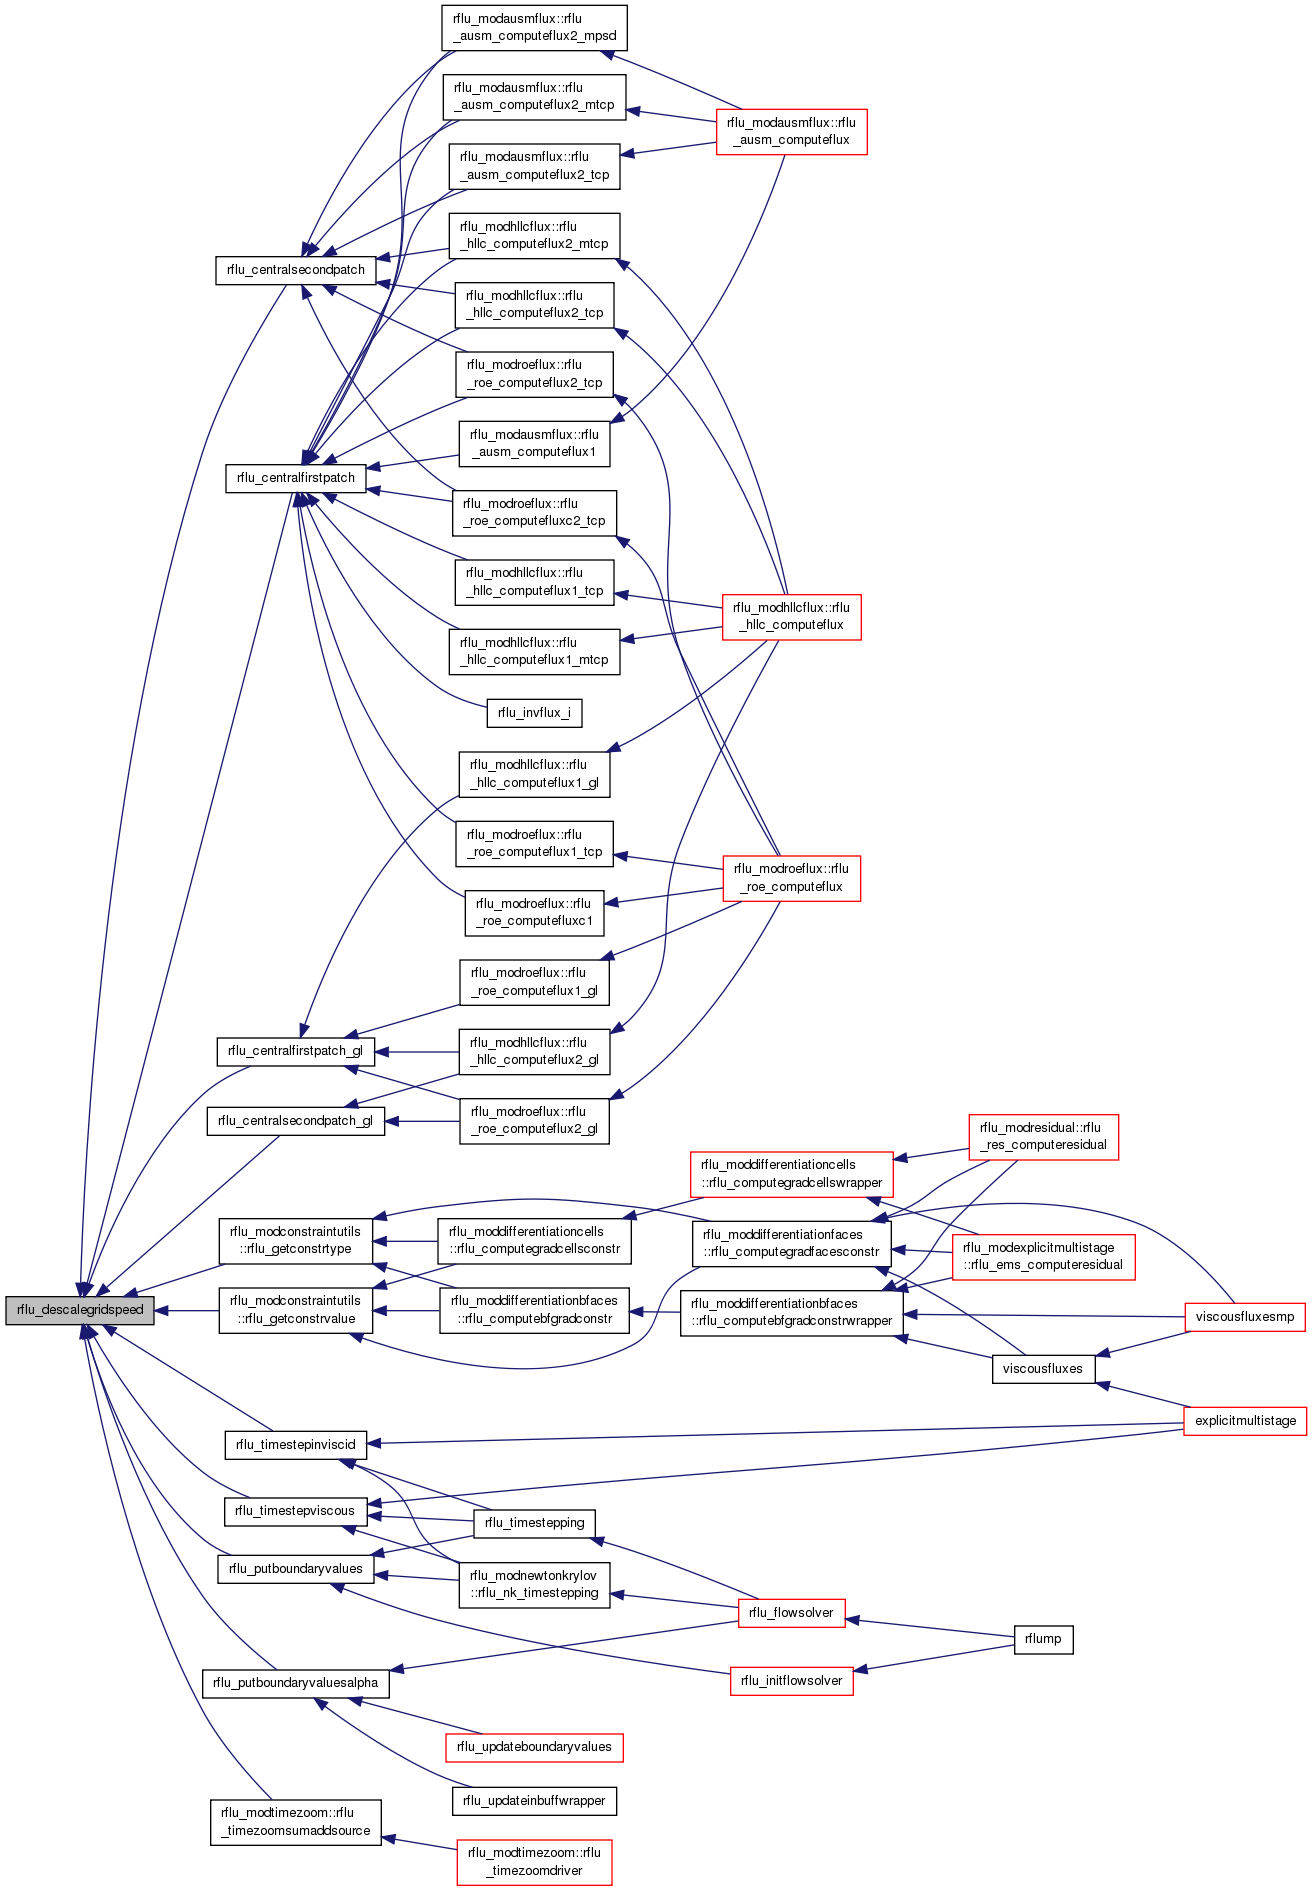 rflu_modausmflux::rflu
_ausm_computeflux2_mpsd
rflu_modausmflux::rflu
_ausm_computeflux2_mtcp
rflu_modausmflux::rflu
_ausm_computeflux
rflu_modausmflux::rflu
_ausm_computeflux2_tcp
rflu_modhllcflux::rflu
_hllc_computeflux2_mtcp
rflu_centralsecondpatch
rflu_modhllcflux::rflu
_hllc_computeflux2_tcp
rflu_modroeflux::rflu
_roe_computeflux2_tcp
rflu_modausmflux::rflu
_ausm_computeflux1
rflu_centralfirstpatch
rflu_modroeflux::rflu
_roe_computefluxc2_tcp
rflu_modhllcflux::rflu
_hllc_computeflux1_tcp
rflu_modhllcflux::rflu
_hllc_computeflux
rflu_modhllcflux::rflu
_hllc_computeflux1_mtcp
rflu_invflux_i
rflu_modhllcflux::rflu
_hllc_computeflux1_gl
rflu_modroeflux::rflu
_roe_computeflux1_tcp
rflu_modroeflux::rflu
_roe_computeflux
rflu_modroeflux::rflu
_roe_computefluxc1
rflu_modroeflux::rflu
_roe_computeflux1_gl
rflu_centralfirstpatch_gl
rflu_modhllcflux::rflu
_hllc_computeflux2_gl
rflu_centralsecondpatch_gl
rflu_modroeflux::rflu
_roe_computeflux2_gl
rflu_modresidual::rflu
_res_computeresidual
rflu_moddifferentiationcells
::rflu_computegradcellswrapper
rflu_modconstraintutils
::rflu_getconstrtype
rflu_moddifferentiationcells
::rflu_computegradcellsconstr
rflu_moddifferentiationfaces
::rflu_computegradfacesconstr
rflu_modexplicitmultistage
::rflu_ems_computeresidual
rflu_descalegridspeed
rflu_modconstraintutils
::rflu_getconstrvalue
rflu_moddifferentiationbfaces
::rflu_computebfgradconstr
rflu_moddifferentiationbfaces
::rflu_computebfgradconstrwrapper
viscousfluxesmp
viscousfluxes
explicitmultistage
rflu_timestepinviscid
rflu_timestepviscous
rflu_timestepping
rflu_putboundaryvalues
rflu_modnewtonkrylov
::rflu_nk_timestepping
rflu_flowsolver
rflump
rflu_putboundaryvaluesalpha
rflu_initflowsolver
rflu_updateboundaryvalues
rflu_updateinbuffwrapper
rflu_modtimezoom::rflu
_timezoomsumaddsource
rflu_modtimezoom::rflu
_timezoomdriver